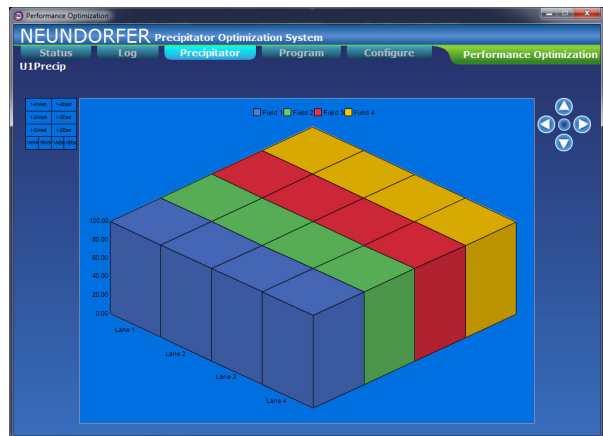 Performance Optimization
NEUNDORFER Precipitator Optimization System
Status Log Precipitator Program Configure Performance Optimization
U1Precip
Field 1 Field 2 Field 3 Field 4
100.00
80.00
60.00
40.00
20.00
0.00
Lane 1
Lane 2
Lane 3
Lane 4